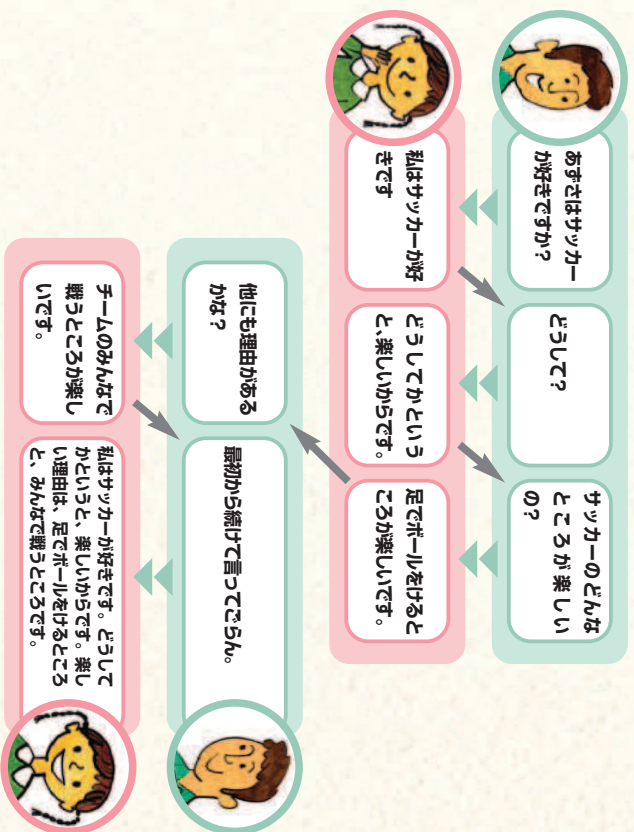 あずさはサッカー
が好きですか?
私はサッカーが好
きです
どうして?
どうしてかという
と、楽しいからです。
サッカーのどんな
ところが楽しい
の?
足でボールをけると
ころが楽しいです。
他にも理由がある
かな?
チームのみんなで
戦うところが楽し
いです。
最初から続けて言ってごらん。
私はサッカーが好きです。どうして
かというと、楽しいからです。楽し
い理由は、足でボールをけるところ
と、みんなで戦うところです。